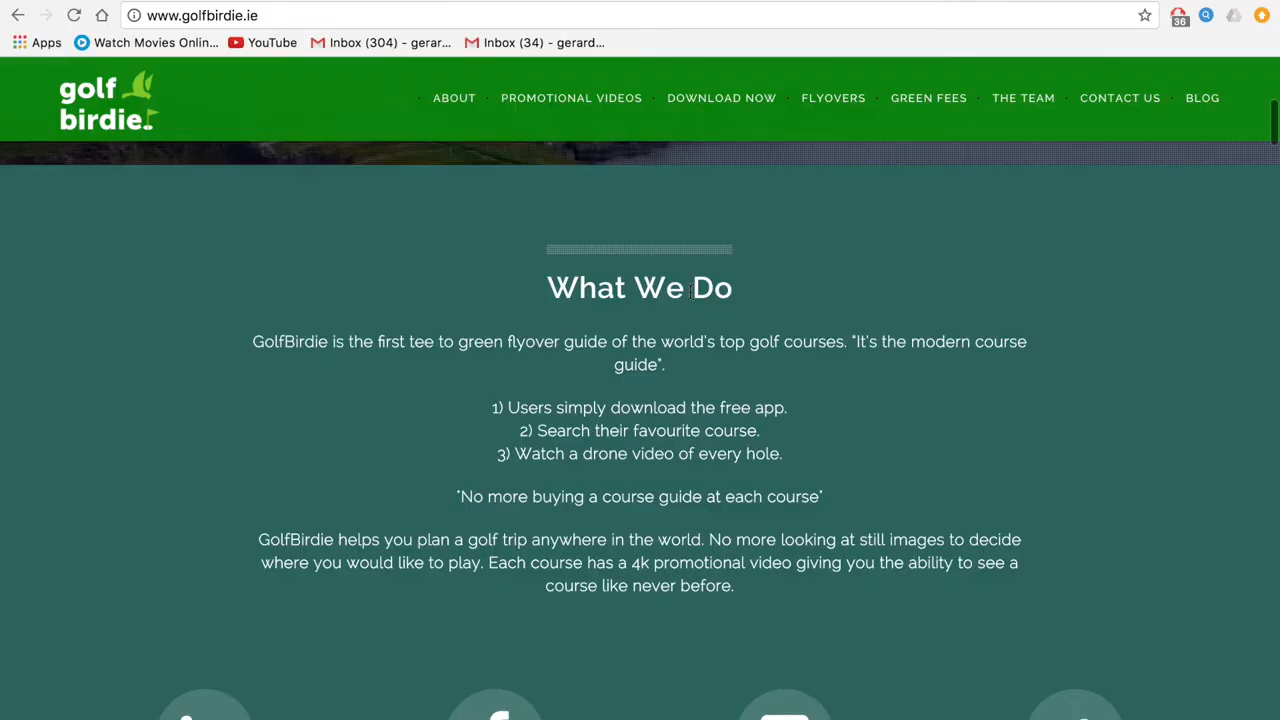 www.golfbirdie.ie
36
Apps Watch Movies Onlin... YouTube Inbox (304) - gerar... Inbox (34) - gerard...
golf
birdie
ABOUT PROMOTIONAL VIDEOS DOWNLOAD NOW FLYOVERS GREEN FEES THE TEAM CONTACT US BLOG
What We Do
GolfBirdie is the first tee to green flyover guide of the world's top golf courses. "It's the modern course
guide".
1) Users simply download the free app.
2) Search their favourite course.
3) Watch a drone video of every hole.
"No more buying a course guide at each course"
GolfBirdie helps you plan a golf trip anywhere in the world. No more looking at still images to decide
where you would like to play. Each course has a 4k promotional video giving you the ability to see a
course like never before.